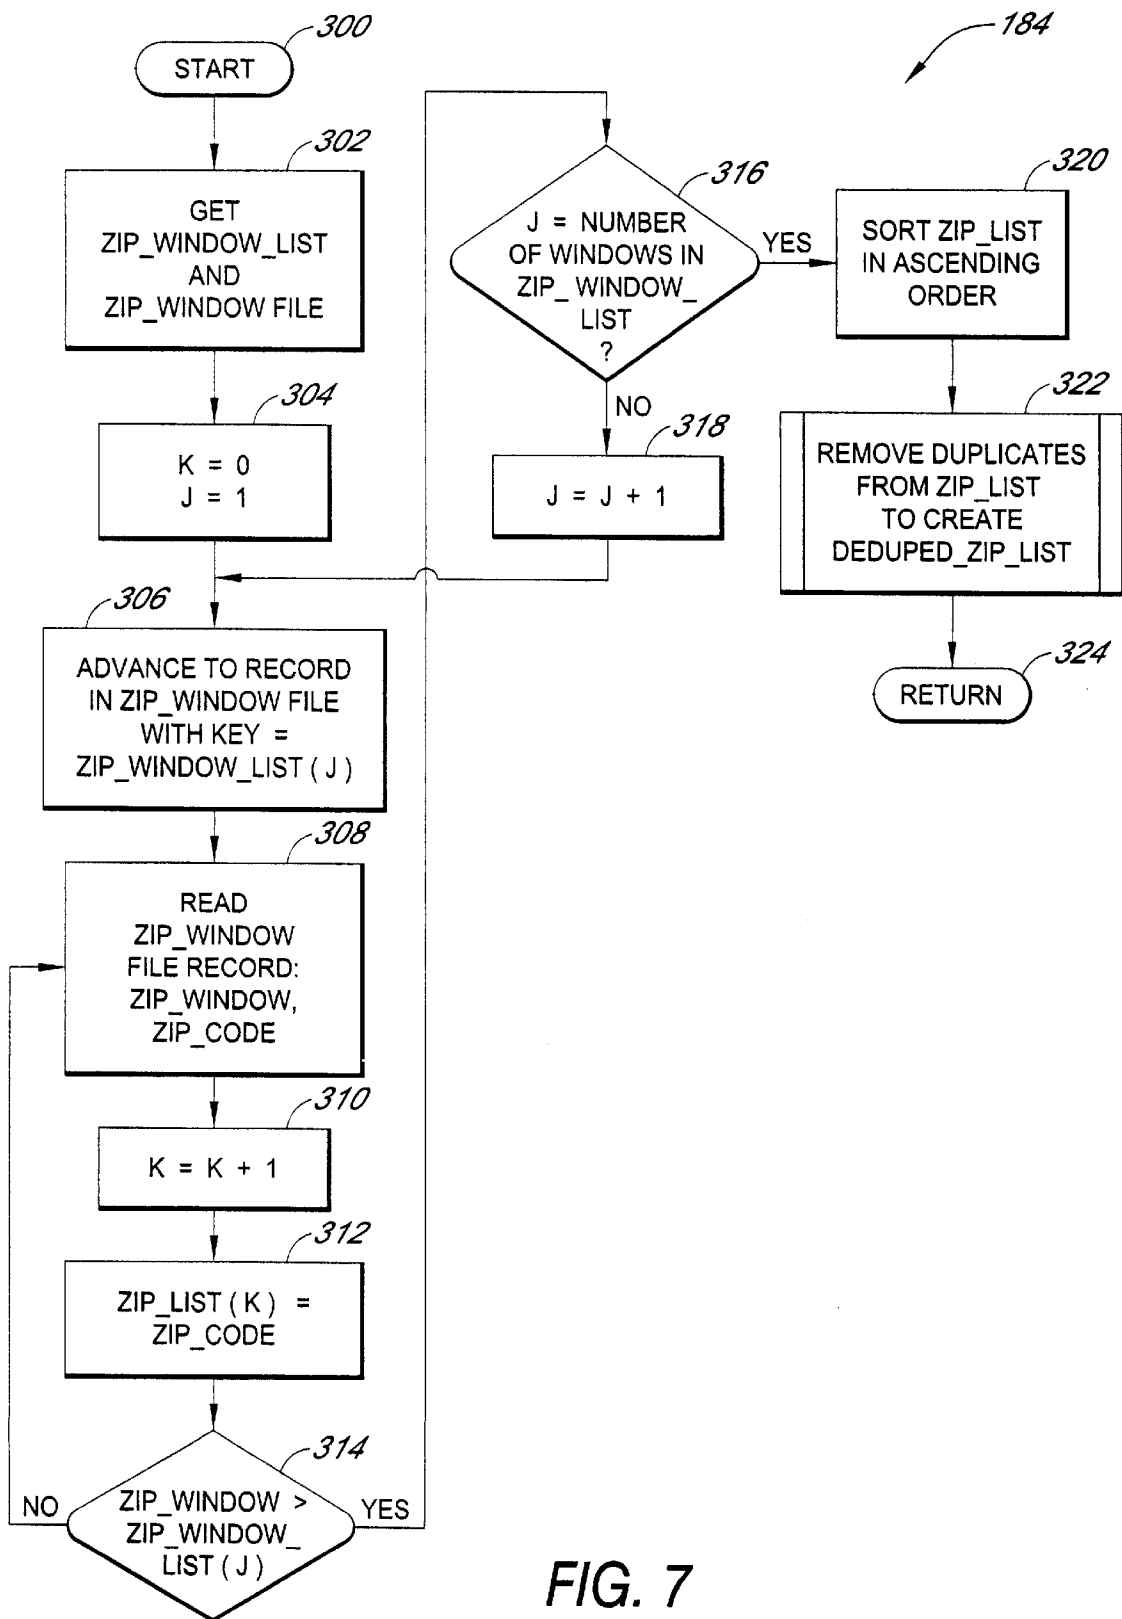 300
START
302
GET
ZIP_WINDOW_LIST
AND
ZIP_WINDOW FILE
304
K = 0
J = 1
306
ADVANCE TO RECORD
IN ZIP_WINDOW FILE
WITH KEY =
ZIP_WINDOW_LIST ( J )
308
READ
ZIP_WINDOW
FILE RECORD:
ZIP_WINDOW,
ZIP_CODE
310
K = K + 1
312
ZIP_LIST ( K ) =
ZIP_CODE
314
ZIP_WINDOW >
ZIP_WINDOW_
LIST ( J )
NO
YES
316
J = NUMBER
OF WINDOWS IN
ZIP_ WINDOW_
LIST
?
YES
NO
318
J = J + 1
184
320
SORT ZIP_LIST
IN ASCENDING
ORDER
322
REMOVE DUPLICATES
FROM ZIP_LIST
TO CREATE
DEDUPED_ZIP_LIST
324
RETURN
FIG. 7